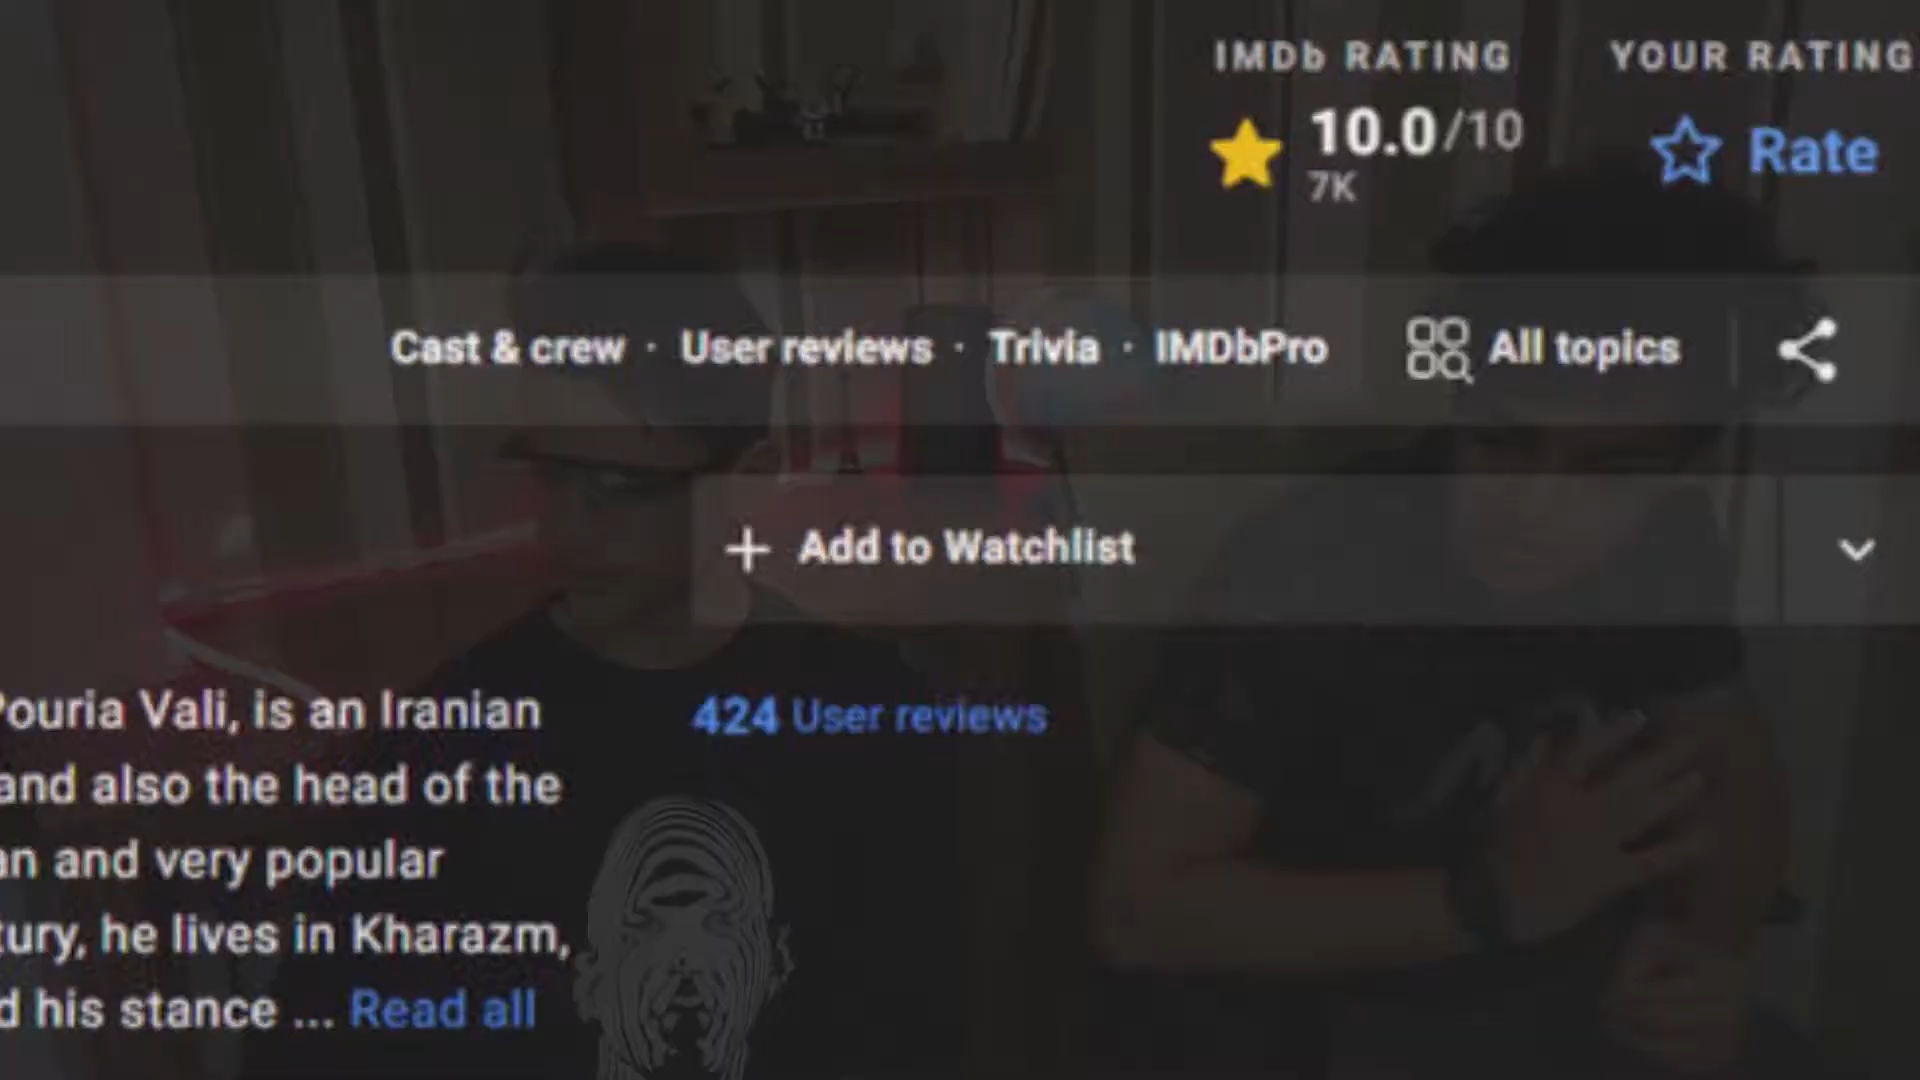 IMDb RATING
YOUR RATING
10.0/10
7K
Rate
Cast & crew · User reviews · Trivia · IMDbPro
All topics
Add to Watchlist
Pouria Vali, is an Iranian
and also the head of the
an and very popular
tury, he lives in Kharazm,
d his stance ... Read all
424 User reviews